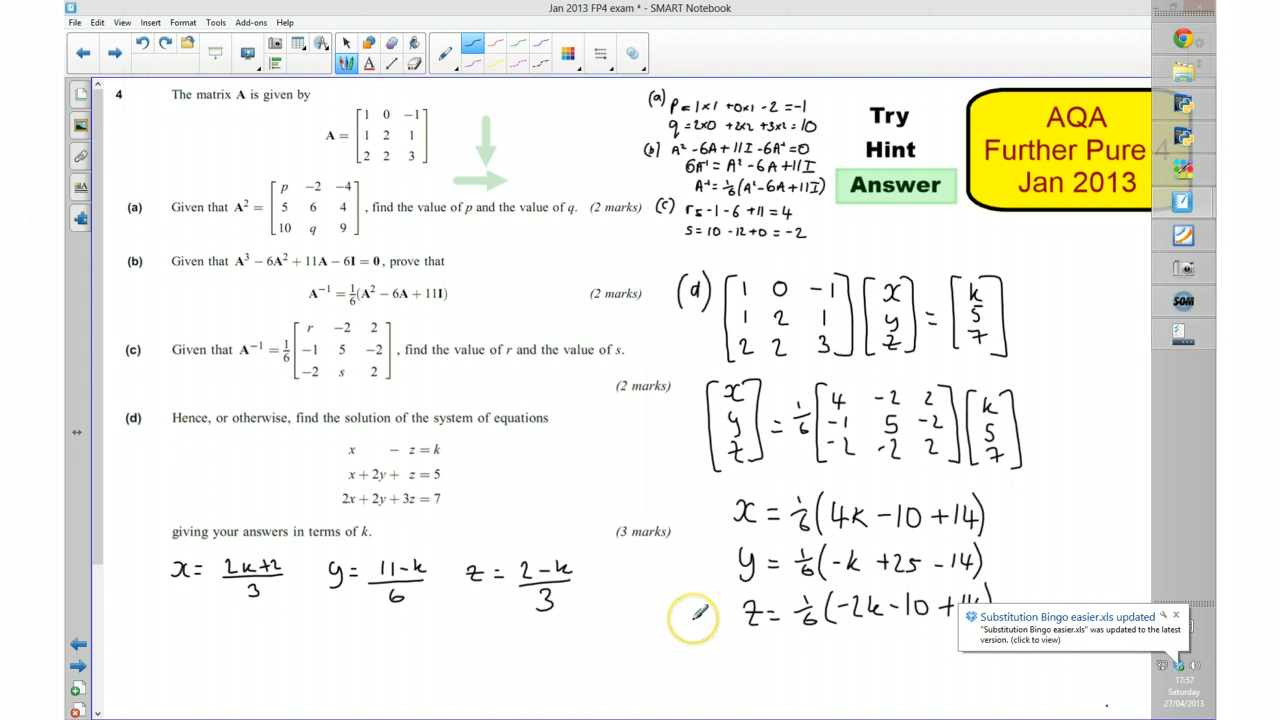 Jan 2013 FP4 exam * - SMART Notebook
File Edit View Insert Format Tools Add-ons Help
4 The matrix A is given by
A = [1 0 −1
1 2 1
2 2 3]
(a) Given that A² = [p −2 −4
5 6 4
10 q 9], find the value of p and the value of q. (2 marks)
(b) Given that A³ − 6A² + 11A − 6I = 0, prove that
A⁻¹ = 1/6(A² − 6A + 11I) (2 marks)
(c) Given that A⁻¹ = 1/6 [r −2 2
−1 5 −2
−2 s 2], find the value of r and the value of s.
(2 marks)
(d) Hence, or otherwise, find the solution of the system of equations
x − z = k
x + 2y + z = 5
2x + 2y + 3z = 7
giving your answers in terms of k. (3 marks)
x = 2k+2/3 y = 11-k/6 z = 2-k/3
(a) p = 1×1 +0×1 -2 = -1
q = 2×0 +2×2 +3×2 = 10
(b) A² -6A +11I -6A⁻¹ = 0
6A⁻¹ = A² -6A +11I
A⁻¹ = 1/6(A² -6A +11I)
(c) r = -1-6+11 = 4
s = 10 -12+0 = -2
Try
Hint
Answer
AQA
Further Pure 4
Jan 2013
(d) [1 0 -1
1 2 1
2 2 3] [x
y
z] = [k
5
7]
[x
y
z] = 1/6 [4 -2 2
-1 5 -2
-2 -2 2] [k
5
7]
x = 1/6 (4k -10 +14)
y = 1/6 (-k +25 -14)
z = 1/6 (-2k -10 +14)
Substitution Bingo easier.xls updated
"Substitution Bingo easier.xls" was updated to the latest
version. (click to view)
SOM
17:57
Saturday
27/04/2013